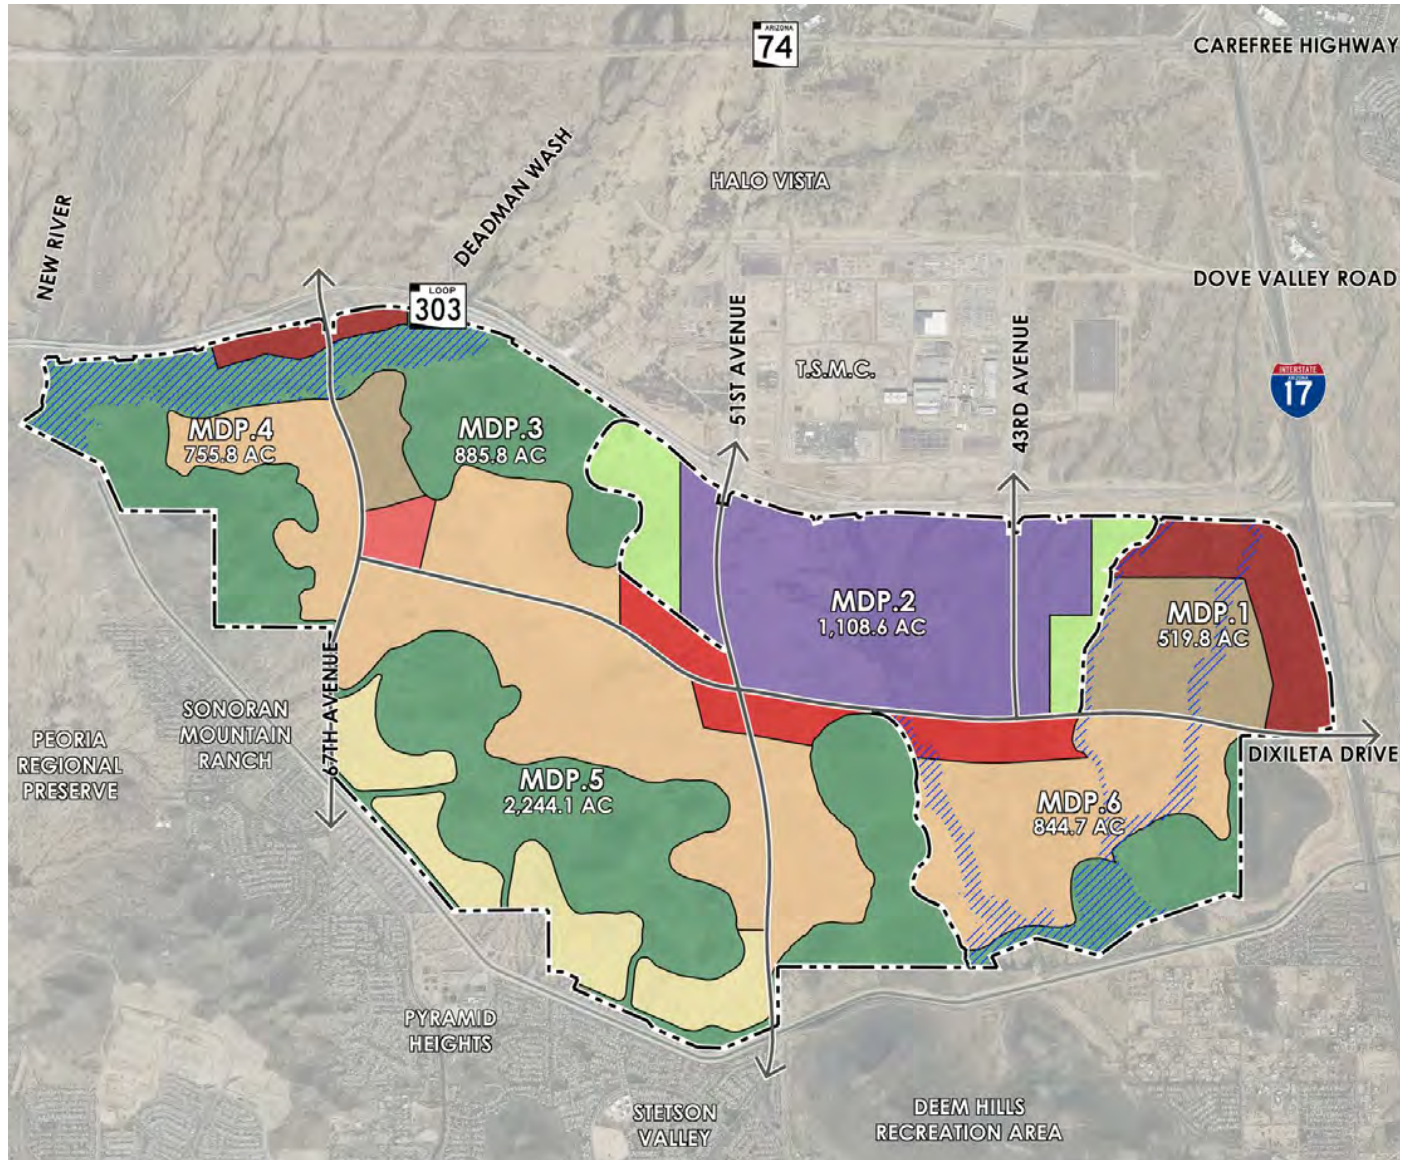 ARIZONA
74
CAREFREE HIGHWAY
DEADMAN WASH
HALO VISTA
NEW RIVER
DOVE VALLEY ROAD
LOOP
303
51ST AVENUE
43RD AVENUE
T.S.M.C.
INTERSTATE
ARIZONA
17
MDP.4
755.8 AC
MDP.3
885.8 AC
MDP.2
1,108.6 AC
MDP.1
519.8 AC
67TH AVENUE
SONORAN
MOUNTAIN
RANCH
PEORIA
REGIONAL
PRESERVE
DIXILETA DRIVE
MDP.5
2,244.1 AC
MDP.6
844.7 AC
PYRAMID
HEIGHTS
STETSON
VALLEY
DEEM HILLS
RECREATION AREA